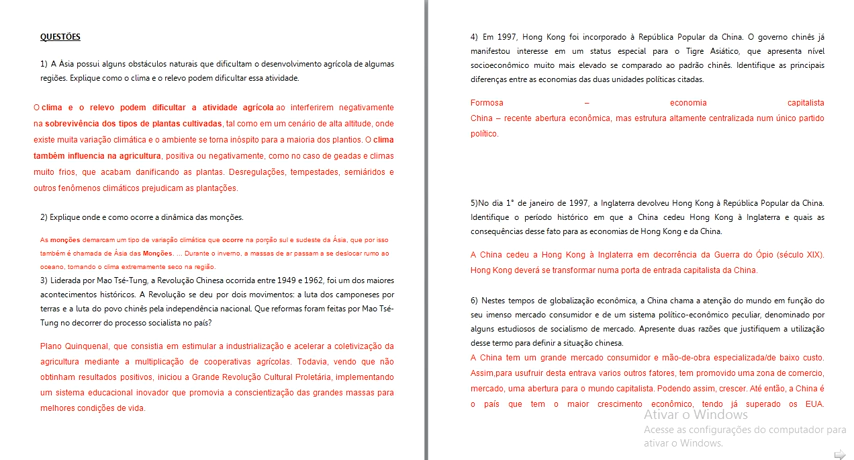 QUESTÕES
1) A Ásia possui alguns obstáculos naturais que dificultam o desenvolvimento agrícola de algumas
regiões. Explique como o clima e o relevo podem dificultar essa atividade.
O clima e o relevo podem dificultar a atividade agrícola ao interferirem negativamente
na sobrevivência dos tipos de plantas cultivadas, tal como em um cenário de alta altitude, onde
existe muita variação climática e o ambiente se torna inóspito para a maioria dos plantios. O clima
também influencia na agricultura, positiva ou negativamente, como no caso de geadas e climas
muito frios, que acabam danificando as plantas. Desregulações, tempestades, semiáridos e
outros fenômenos climáticos prejudicam as plantações.
2) Explique onde e como ocorre a dinâmica das monções.
As monções demarcam um tipo de variação climática que ocorre na porção sul e sudeste da Ásia, que por isso
também é chamada de Ásia das Monções. ... Durante o inverno, a massas de ar passam a se deslocar rumo ao
oceano, tornando o clima extremamente seco na região.
3) Liderada por Mao Tsé-Tung, a Revolução Chinesa ocorrida entre 1949 e 1962, foi um dos maiores
acontecimentos históricos. A Revolução se deu por dois movimentos: a luta dos camponeses por
terras e a luta do povo chinês pela independência nacional. Que reformas foram feitas por Mao Tsé-
Tung no decorrer do processo socialista no país?
Plano Quinquenal, que consistia em estimular a industrialização e acelerar a coletivização da
agricultura mediante a multiplicação de cooperativas agrícolas. Todavia, vendo que não
obtinham resultados positivos, iniciou a Grande Revolução Cultural Proletária, implementando
um sistema educacional inovador que promovia a conscientização das grandes massas para
melhores condições de vida.
4) Em 1997, Hong Kong foi incorporado à República Popular da China. O governo chinês já
manifestou interesse em um status especial para o Tigre Asiático, que apresenta nível
socioeconômico muito mais elevado se comparado ao padrão chinês. Identifique as principais
diferenças entre as economias das duas unidades políticas citadas.
Formosa – economia capitalista
China – recente abertura econômica, mas estrutura altamente centralizada num único partido
político.
5)No dia 1° de janeiro de 1997, a Inglaterra devolveu Hong Kong à República Popular da China.
Identifique o período histórico em que a China cedeu Hong Kong à Inglaterra e quais as
consequências desse fato para as economias de Hong Kong e da China.
A China cedeu a Hong Kong à Inglaterra em decorrência da Guerra do Ópio (século XIX).
Hong Kong deverá se transformar numa porta de entrada capitalista da China.
6) Nestes tempos de globalização econômica, a China chama a atenção do mundo em função do
seu imenso mercado consumidor e de um sistema político-econômico peculiar, denominado por
alguns estudiosos de socialismo de mercado. Apresente duas razões que justifiquem a utilização
desse termo para definir a situação chinesa.
A China tem um grande mercado consumidor e mão-de-obra especializada/de baixo custo.
Assim,para usufruir desta entrava varios outros fatores, tem promovido uma zona de comercio,
mercado, uma abertura para o mundo capitalista. Podendo assim, crescer. Até então, a China é
o país que tem o maior crescimento econômico, tendo já superado os EUA.
Ativar o Windows
Acesse as configurações do computador para
ativar o Windows.